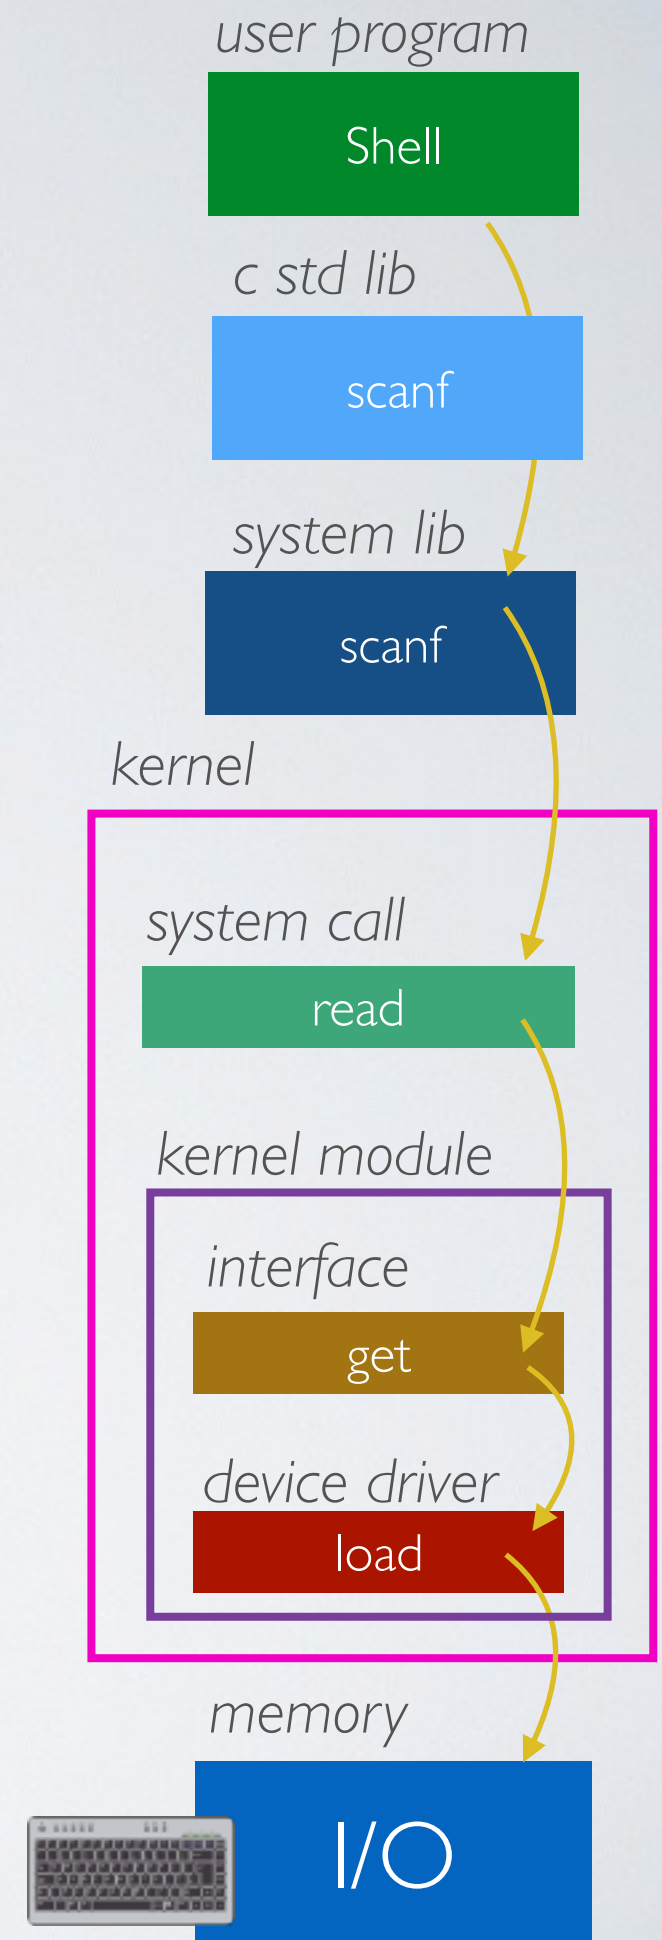 user program
Shell
c std lib
scanf
system lib
scanf
kernel
system call
read
kernel module
interface
get
device driver
load
memory
I/O